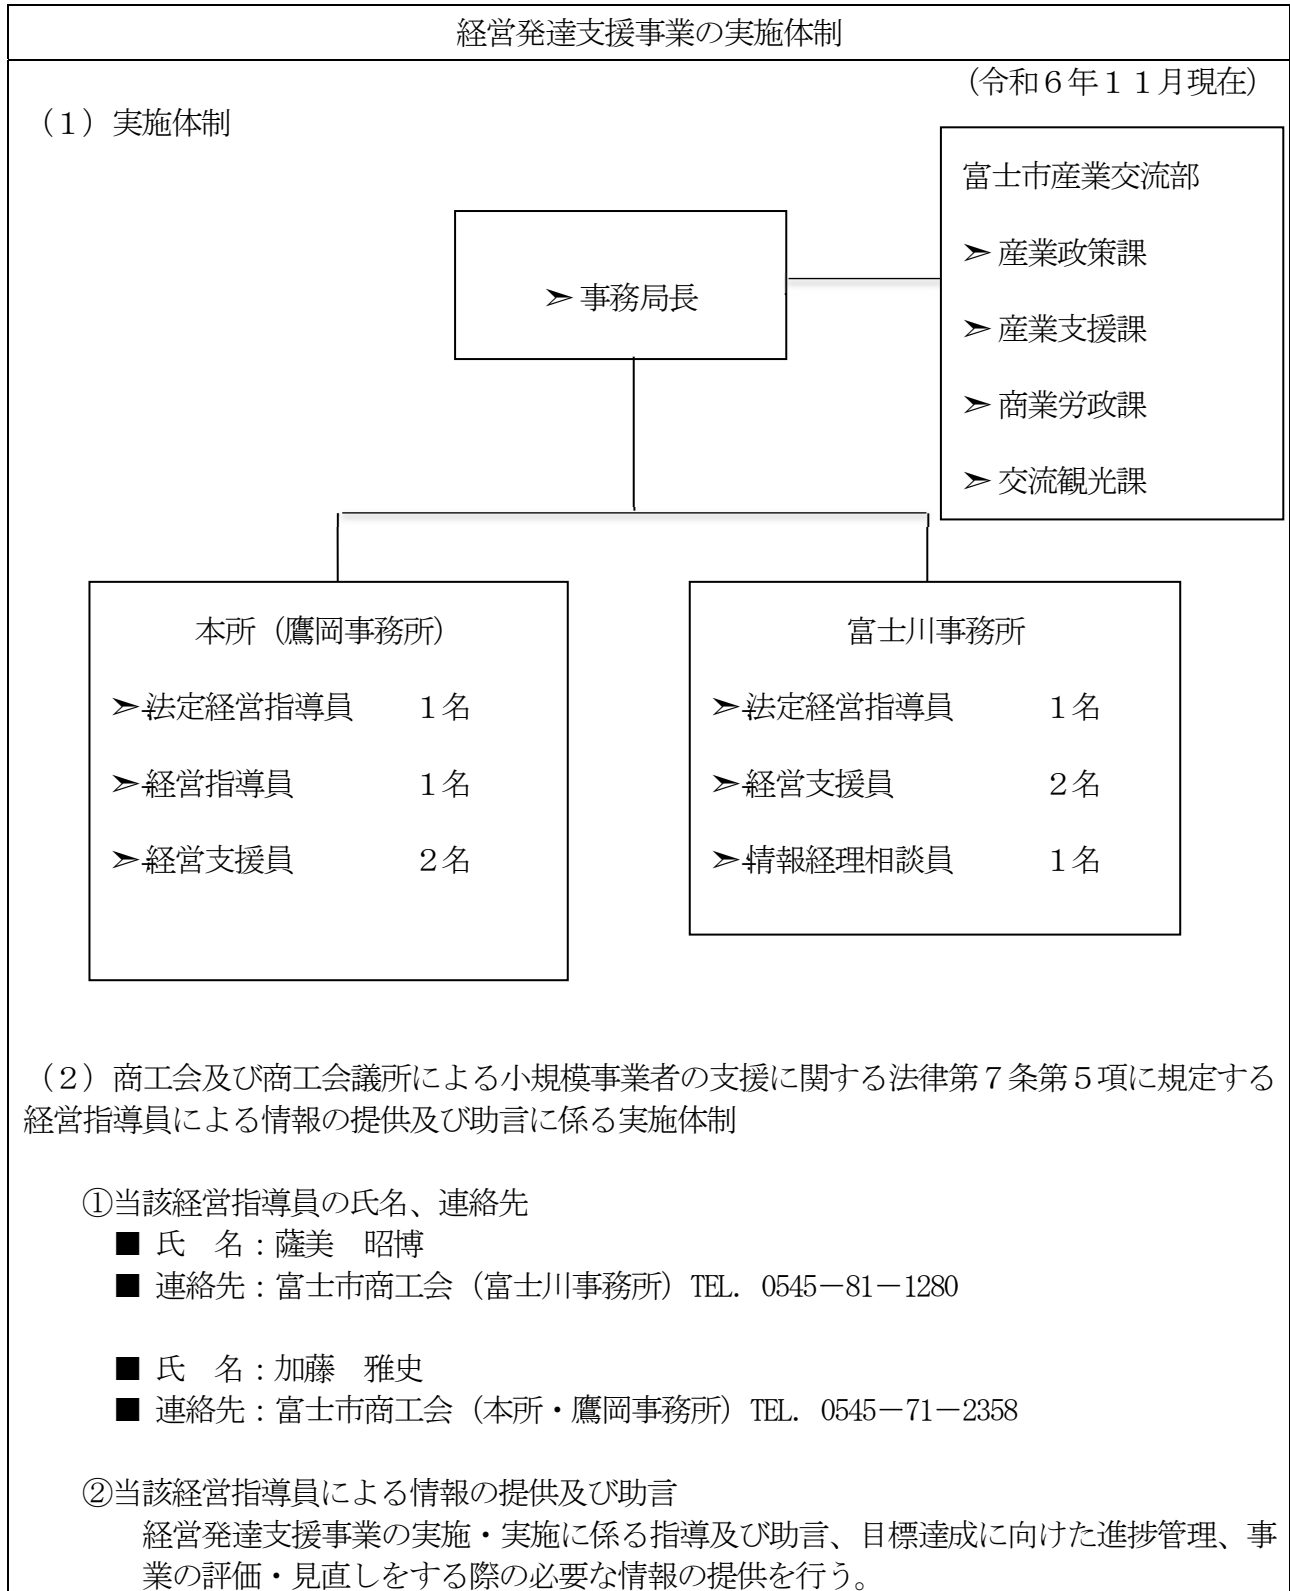 経営発達支援事業の実施体制
（令和６年１１月現在）
（１）実施体制
富士市産業交流部
➢ 産業政策課
➢ 産業支援課
➢ 商業労政課
➢ 交流観光課
➢ 事務局長
本所（鷹岡事務所）
➢ 法定経営指導員　　１名
➢ 経営指導員　　　　１名
➢ 経営支援員　　　　２名
富士川事務所
➢ 法定経営指導員　　　１名
➢ 経営支援員　　　　　２名
➢ 情報経理相談員　　　１名
（２）商工会及び商工会議所による小規模事業者の支援に関する法律第７条第５項に規定する
経営指導員による情報の提供及び助言に係る実施体制
①当該経営指導員の氏名、連絡先
■ 氏　名：薩美　昭博
■ 連絡先：富士市商工会（富士川事務所）TEL. 0545－81－1280
■ 氏　名：加藤　雅史
■ 連絡先：富士市商工会（本所・鷹岡事務所）TEL. 0545－71－2358
②当該経営指導員による情報の提供及び助言
経営発達支援事業の実施・実施に係る指導及び助言、目標達成に向けた進捗管理、事
業の評価・見直しをする際の必要な情報の提供を行う。